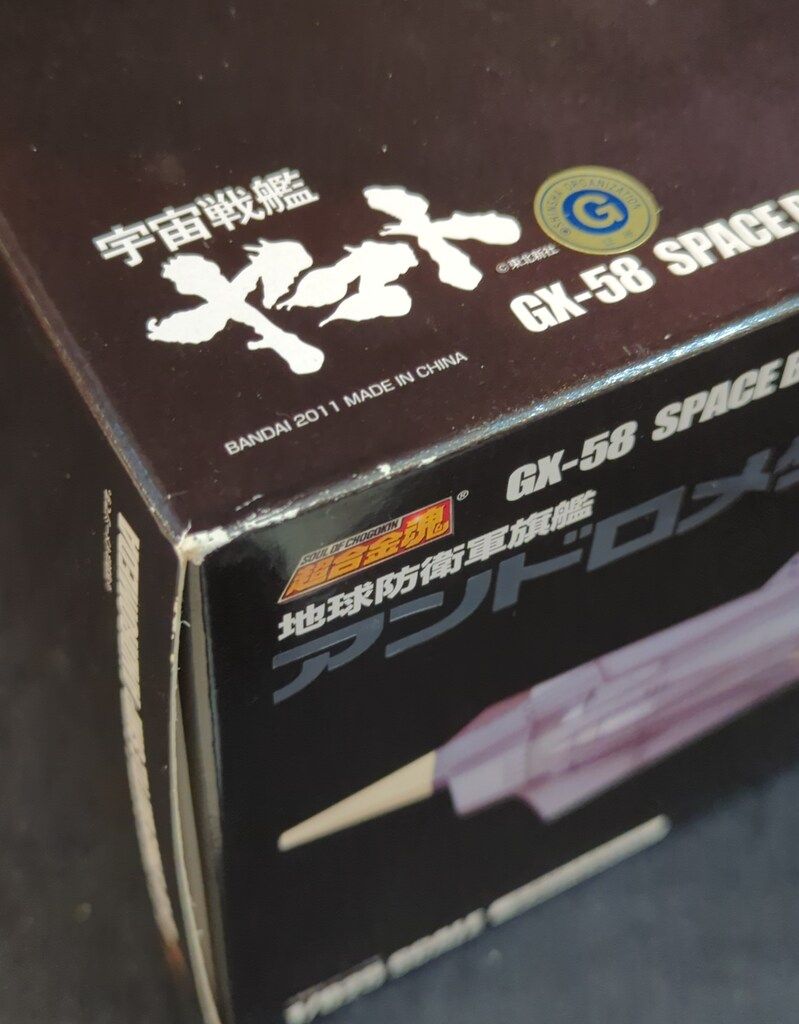 宇宙戦艦
ヤマト
©東北新社
SHINSHA ORGANIZATION
G
GX-58 SPACE
BANDAI 2011 MADE IN CHINA
GX-58 SPACE
SOUL OF CHOGOKIN
超合金魂®
地球防衛軍旗艦
アンドロメ